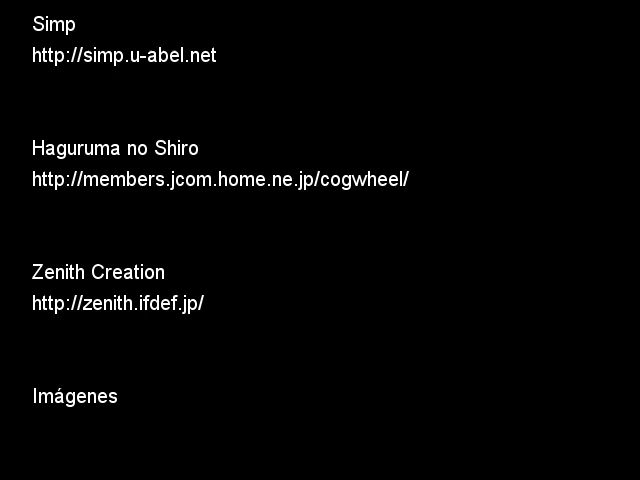 Simp
http://simp.u-abel.net
Haguruma no Shiro
http://members.jcom.home.ne.jp/cogwheel/
Zenith Creation
http://zenith.ifdef.jp/
Imágenes